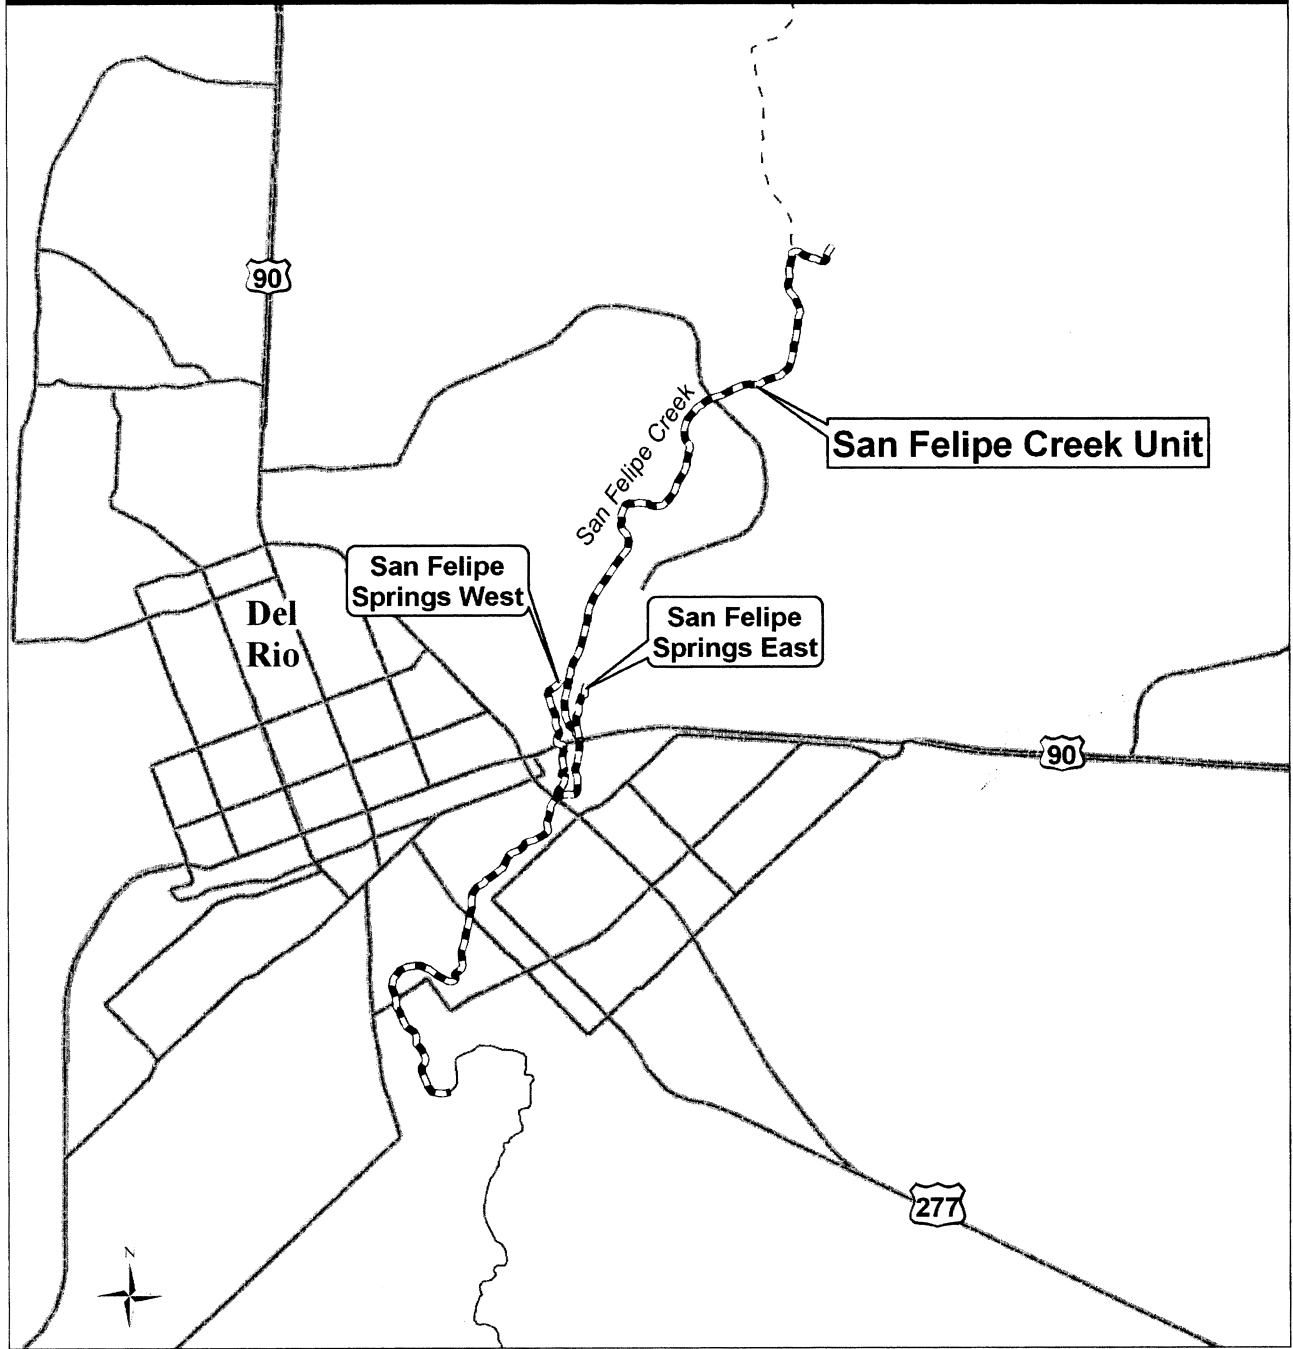 90
San Felipe Creek
San Felipe Creek Unit
San Felipe
Springs West
San Felipe
Springs East
Del
Rio
90
277
N